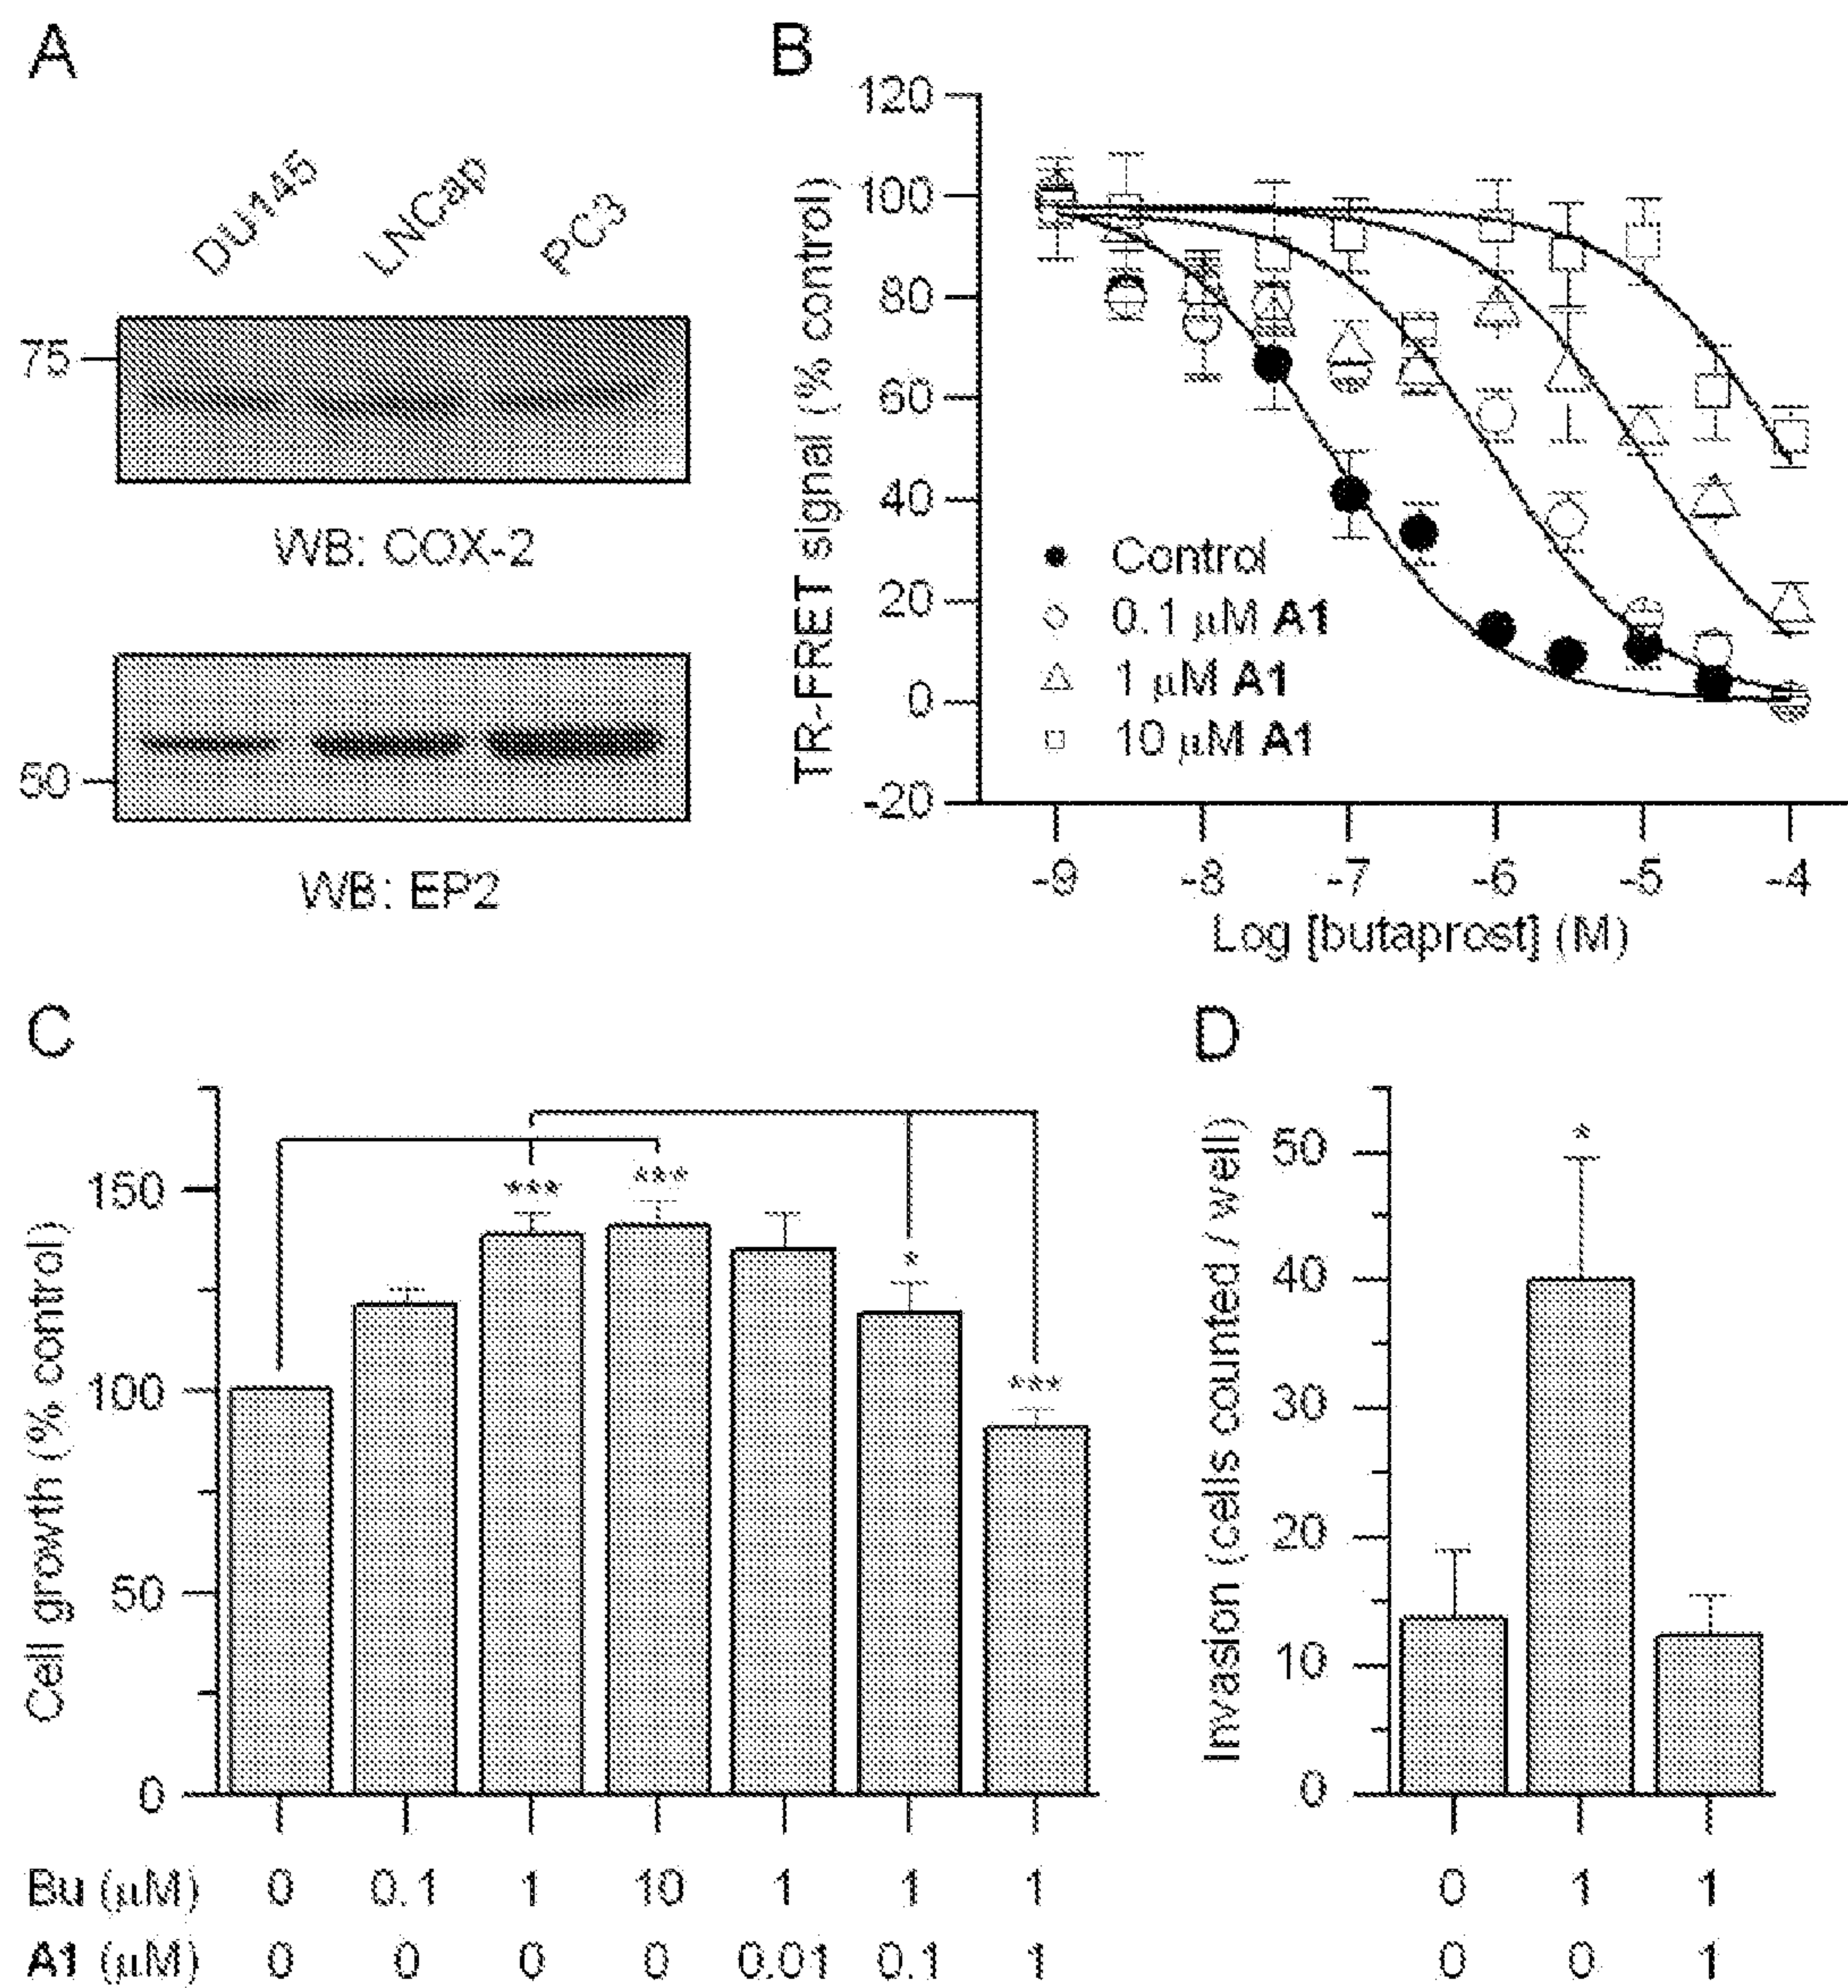 A
DU145 LNCap PC3
75
WB: COX-2
50
WB: EP2
B
TR-FRET signal (% control)
120
100
80
60
40
20
0
-20
Control
0.1 μM A1
1 μM A1
10 μM A1
-9 -8 -7 -6 -5 -4
Log [butaprost] (M)
C
Cell growth (% control)
150
100
50
0
*** *** * ***
Bu (μM) 0 0.1 1 10 1 1 1
A1 (μM) 0 0 0 0 0.01 0.1 1
D
Invasion (cells counted / well)
50
40
30
20
10
0
*
0 1 1
0 0 1